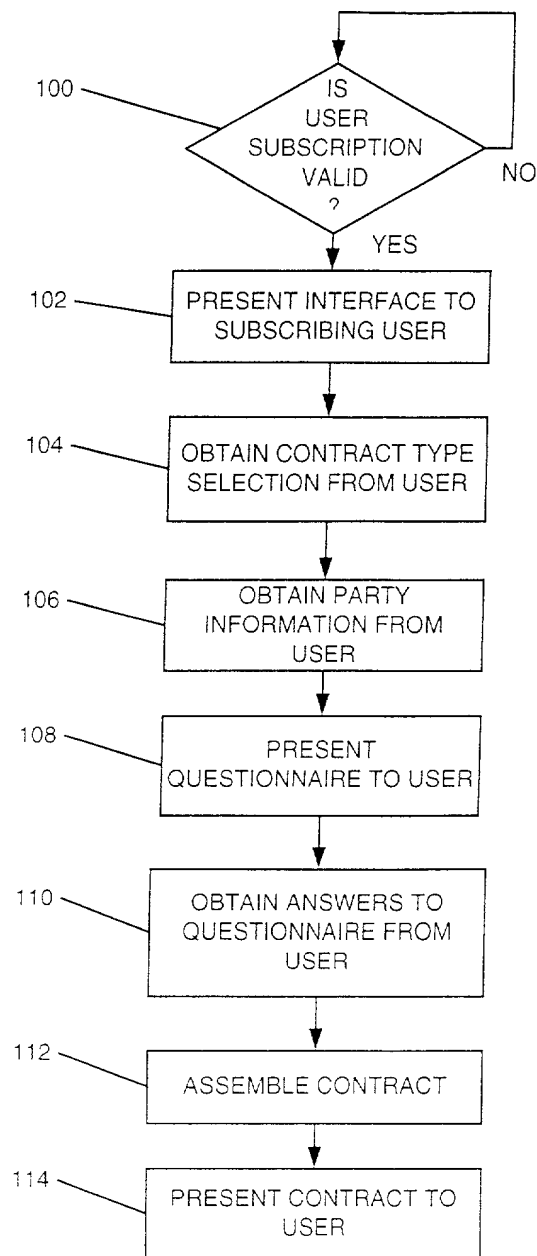 100
IS
USER
SUBSCRIPTION
VALID
?
NO
YES
102
PRESENT INTERFACE TO
SUBSCRIBING USER
104
OBTAIN CONTRACT TYPE
SELECTION FROM USER
106
OBTAIN PARTY
INFORMATION FROM
USER
108
PRESENT
QUESTIONNAIRE TO USER
110
OBTAIN ANSWERS TO
QUESTIONNAIRE FROM
USER
112
ASSEMBLE CONTRACT
114
PRESENT CONTRACT TO
USER